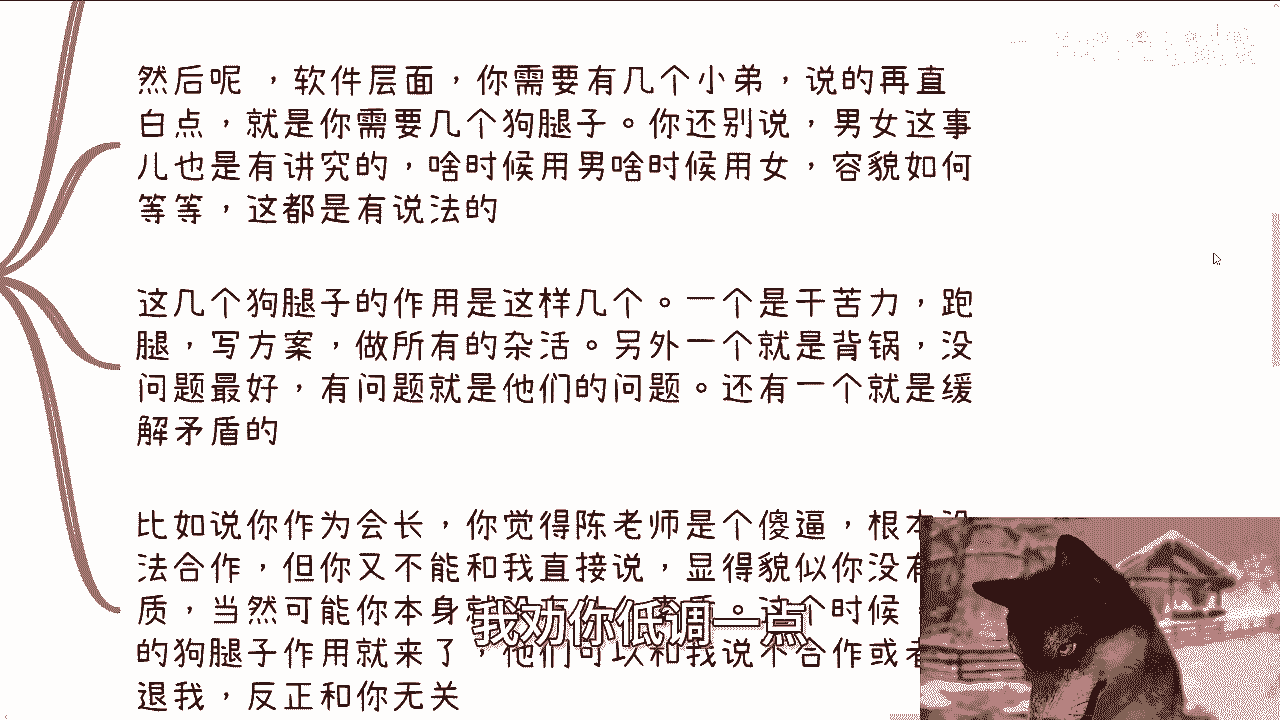 然后呢 ，软件层面，你需要有几个小弟，说的再直
白点，就是你需要几个狗腿子。你还别说，男女这事
儿也是有讲究的，啥时候用男啥时候用女，容貌如何
等等，这都是有说法的
这几个狗腿子的作用是这样几个。一个是干苦力，跑
腿，写方案，做所有的杂活。另外一个就是背锅，没
问题最好，有问题就是他们的问题。还有一个就是缓
解矛盾的
比如说你作为会长，你觉得陈老师是个傻逼，根本没
法合作，但你又不能和我直接说，显得貌似你没有
质，当然可能你本身就没 质。这个时候
的狗腿子作用就来了，他们可以和我说不合作或者
退我，反正和你无关
我劝你低调一点